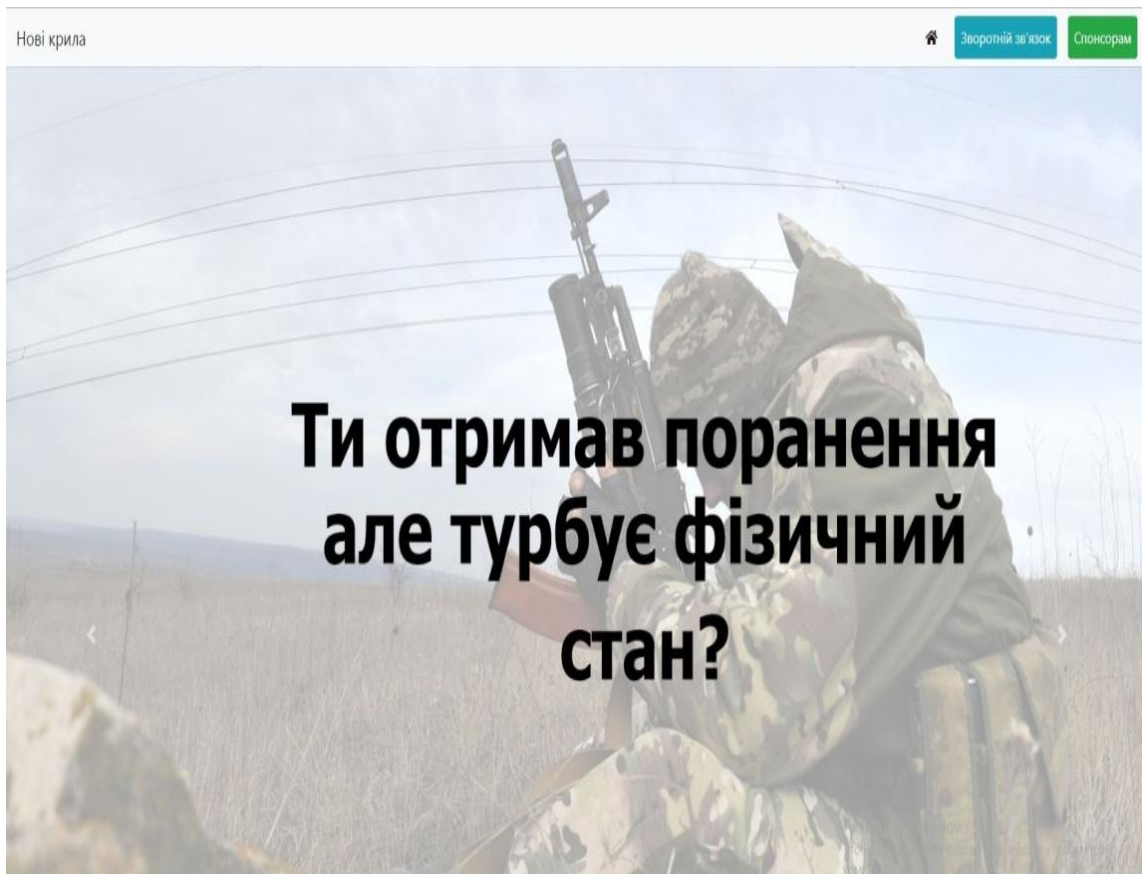 Нові крила
Зворотній зв'язок
Спонсорам
Ти отримав поранення
але турбує фізичний
стан?